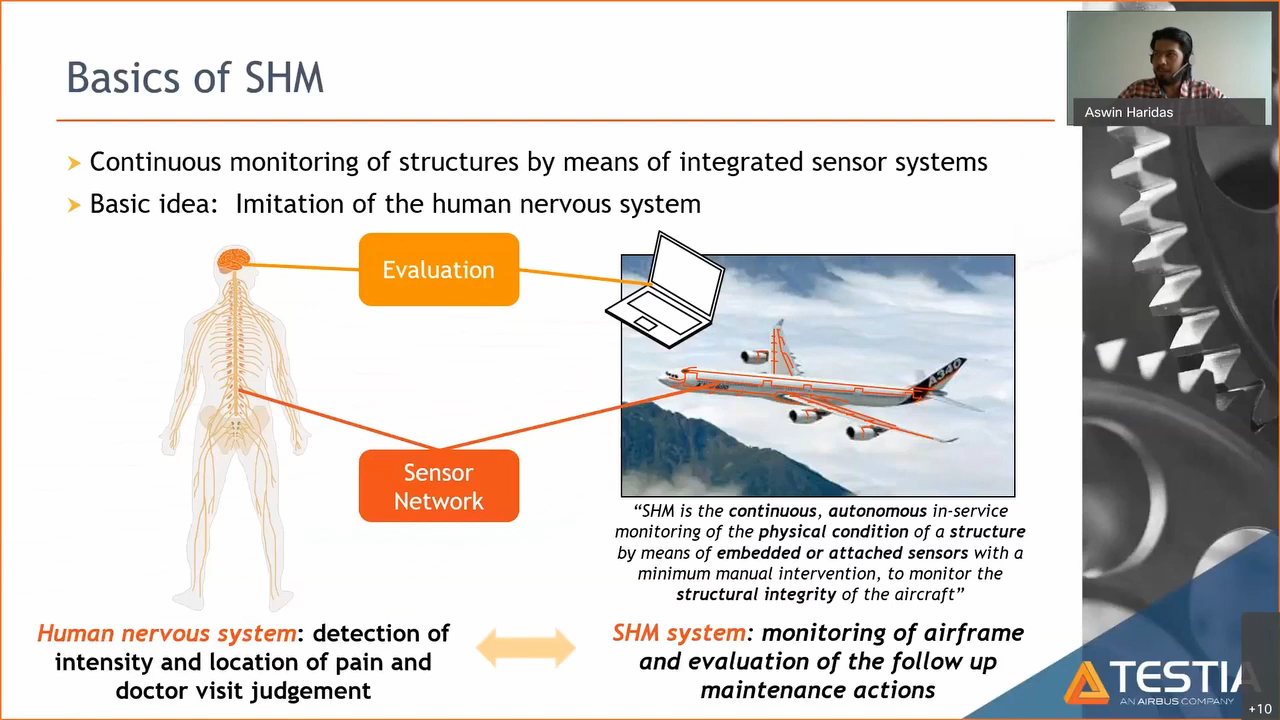 Basics of SHM
Aswin Haridas
Continuous monitoring of structures by means of integrated sensor systems
Basic idea: Imitation of the human nervous system
Evaluation
A340
Sensor
Network
“SHM is the continuous, autonomous in-service
monitoring of the physical condition of a structure
by means of embedded or attached sensors with a
minimum manual intervention, to monitor the
structural integrity of the aircraft”
Human nervous system: detection of
intensity and location of pain and
doctor visit judgement
SHM system: monitoring of airframe
and evaluation of the follow up
maintenance actions
TESTIA
AN AIRBUS COMPANY
+10